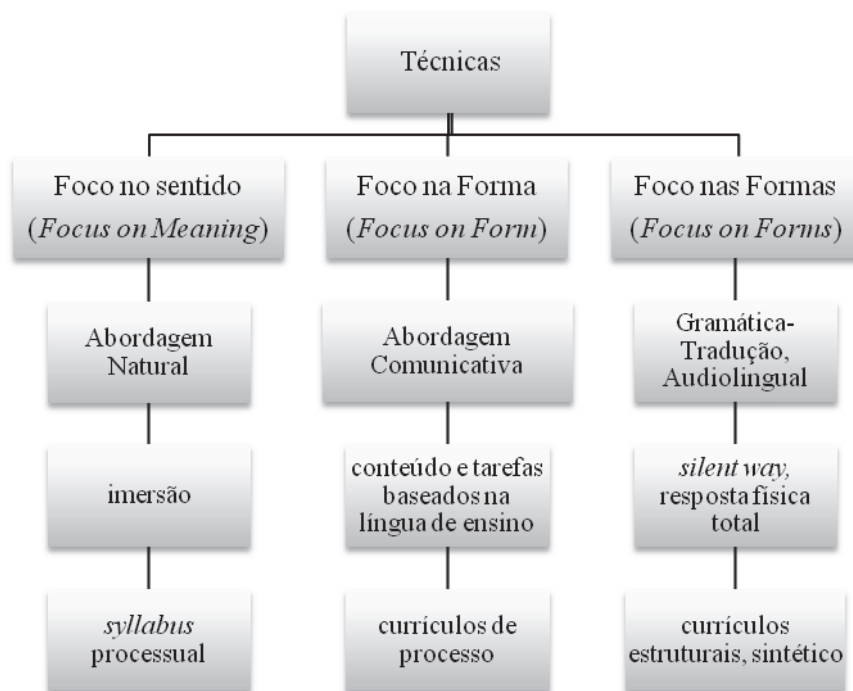 Técnicas
Foco no sentido
(Focus on Meaning)
Foco na Forma
(Focus on Form)
Foco nas Formas
(Focus on Forms)
Abordagem
Natural
Abordagem
Comunicativa
Gramática-
Tradução,
Audiolingual
imersão
conteúdo e tarefas
baseados na
língua de ensino
silent way,
resposta física
total
syllabus
processual
currículos de
processo
currículos
estruturais, sintético